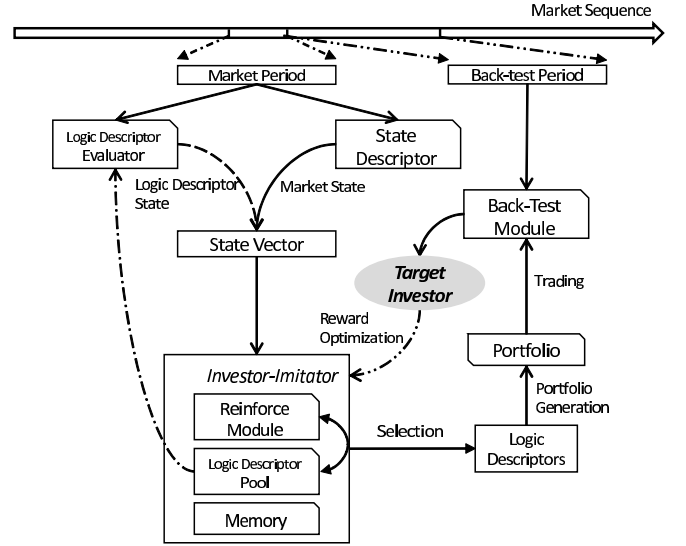 Market Sequence
Market Period
Back-test Period
Logic Descriptor
Evaluator
State
Descriptor
Logic Descriptor
State
Market State
Back-Test
Module
State Vector
Target
Investor
Trading
Reward
Optimization
Portfolio
Investor-Imitator
Portfolio
Generation
Reinforce
Module
Selection
Logic
Descriptors
Logic Descriptor
Pool
Memory